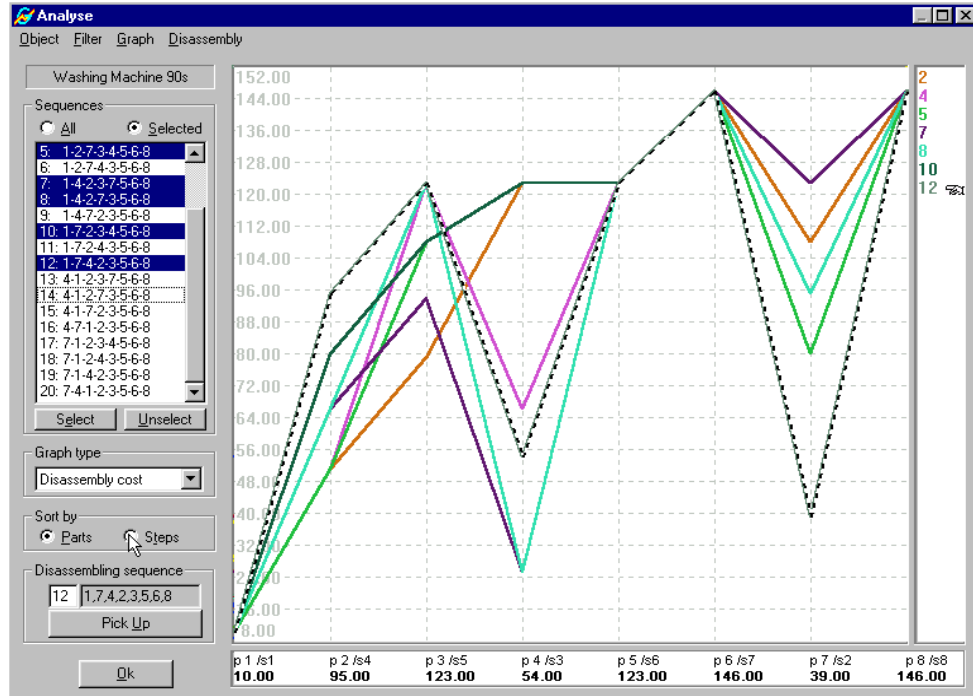 Analyse
Object Filter Graph Disassembly
Washing Machine 90s
Sequences
All Selected
5: 1-2-7-3-4-5-6-8
6: 1-2-7-4-3-5-6-8
7: 1-4-2-3-7-5-6-8
8: 1-4-2-7-3-5-6-8
9: 1-4-7-2-3-5-6-8
10: 1-7-2-3-4-5-6-8
11: 1-7-2-4-3-5-6-8
12: 1-7-4-2-3-5-6-8
13: 4-1-2-3-7-5-6-8
14: 4-1-2-7-3-5-6-8
15: 4-1-7-2-3-5-6-8
16: 4-7-1-2-3-5-6-8
17: 7-1-2-3-4-5-6-8
18: 7-1-2-4-3-5-6-8
19: 7-1-4-2-3-5-6-8
20: 7-4-1-2-3-5-6-8
Select Unselect
Graph type
Disassembly cost
Sort by
Parts Steps
Disassembling sequence
12 1,7,4,2,3,5,6,8
Pick Up
Ok
152.00
144.00
136.00
128.00
120.00
112.00
104.00
96.00
88.00
80.00
72.00
64.00
56.00
48.00
40.00
8.00
2
4
5
7
8
10
12
p 1 /s1 p 2 /s4 p 3 /s5 p 4 /s3 p 5 /s6 p 6 /s7 p 7 /s2 p 8 /s8
10.00 95.00 123.00 54.00 123.00 146.00 39.00 146.00